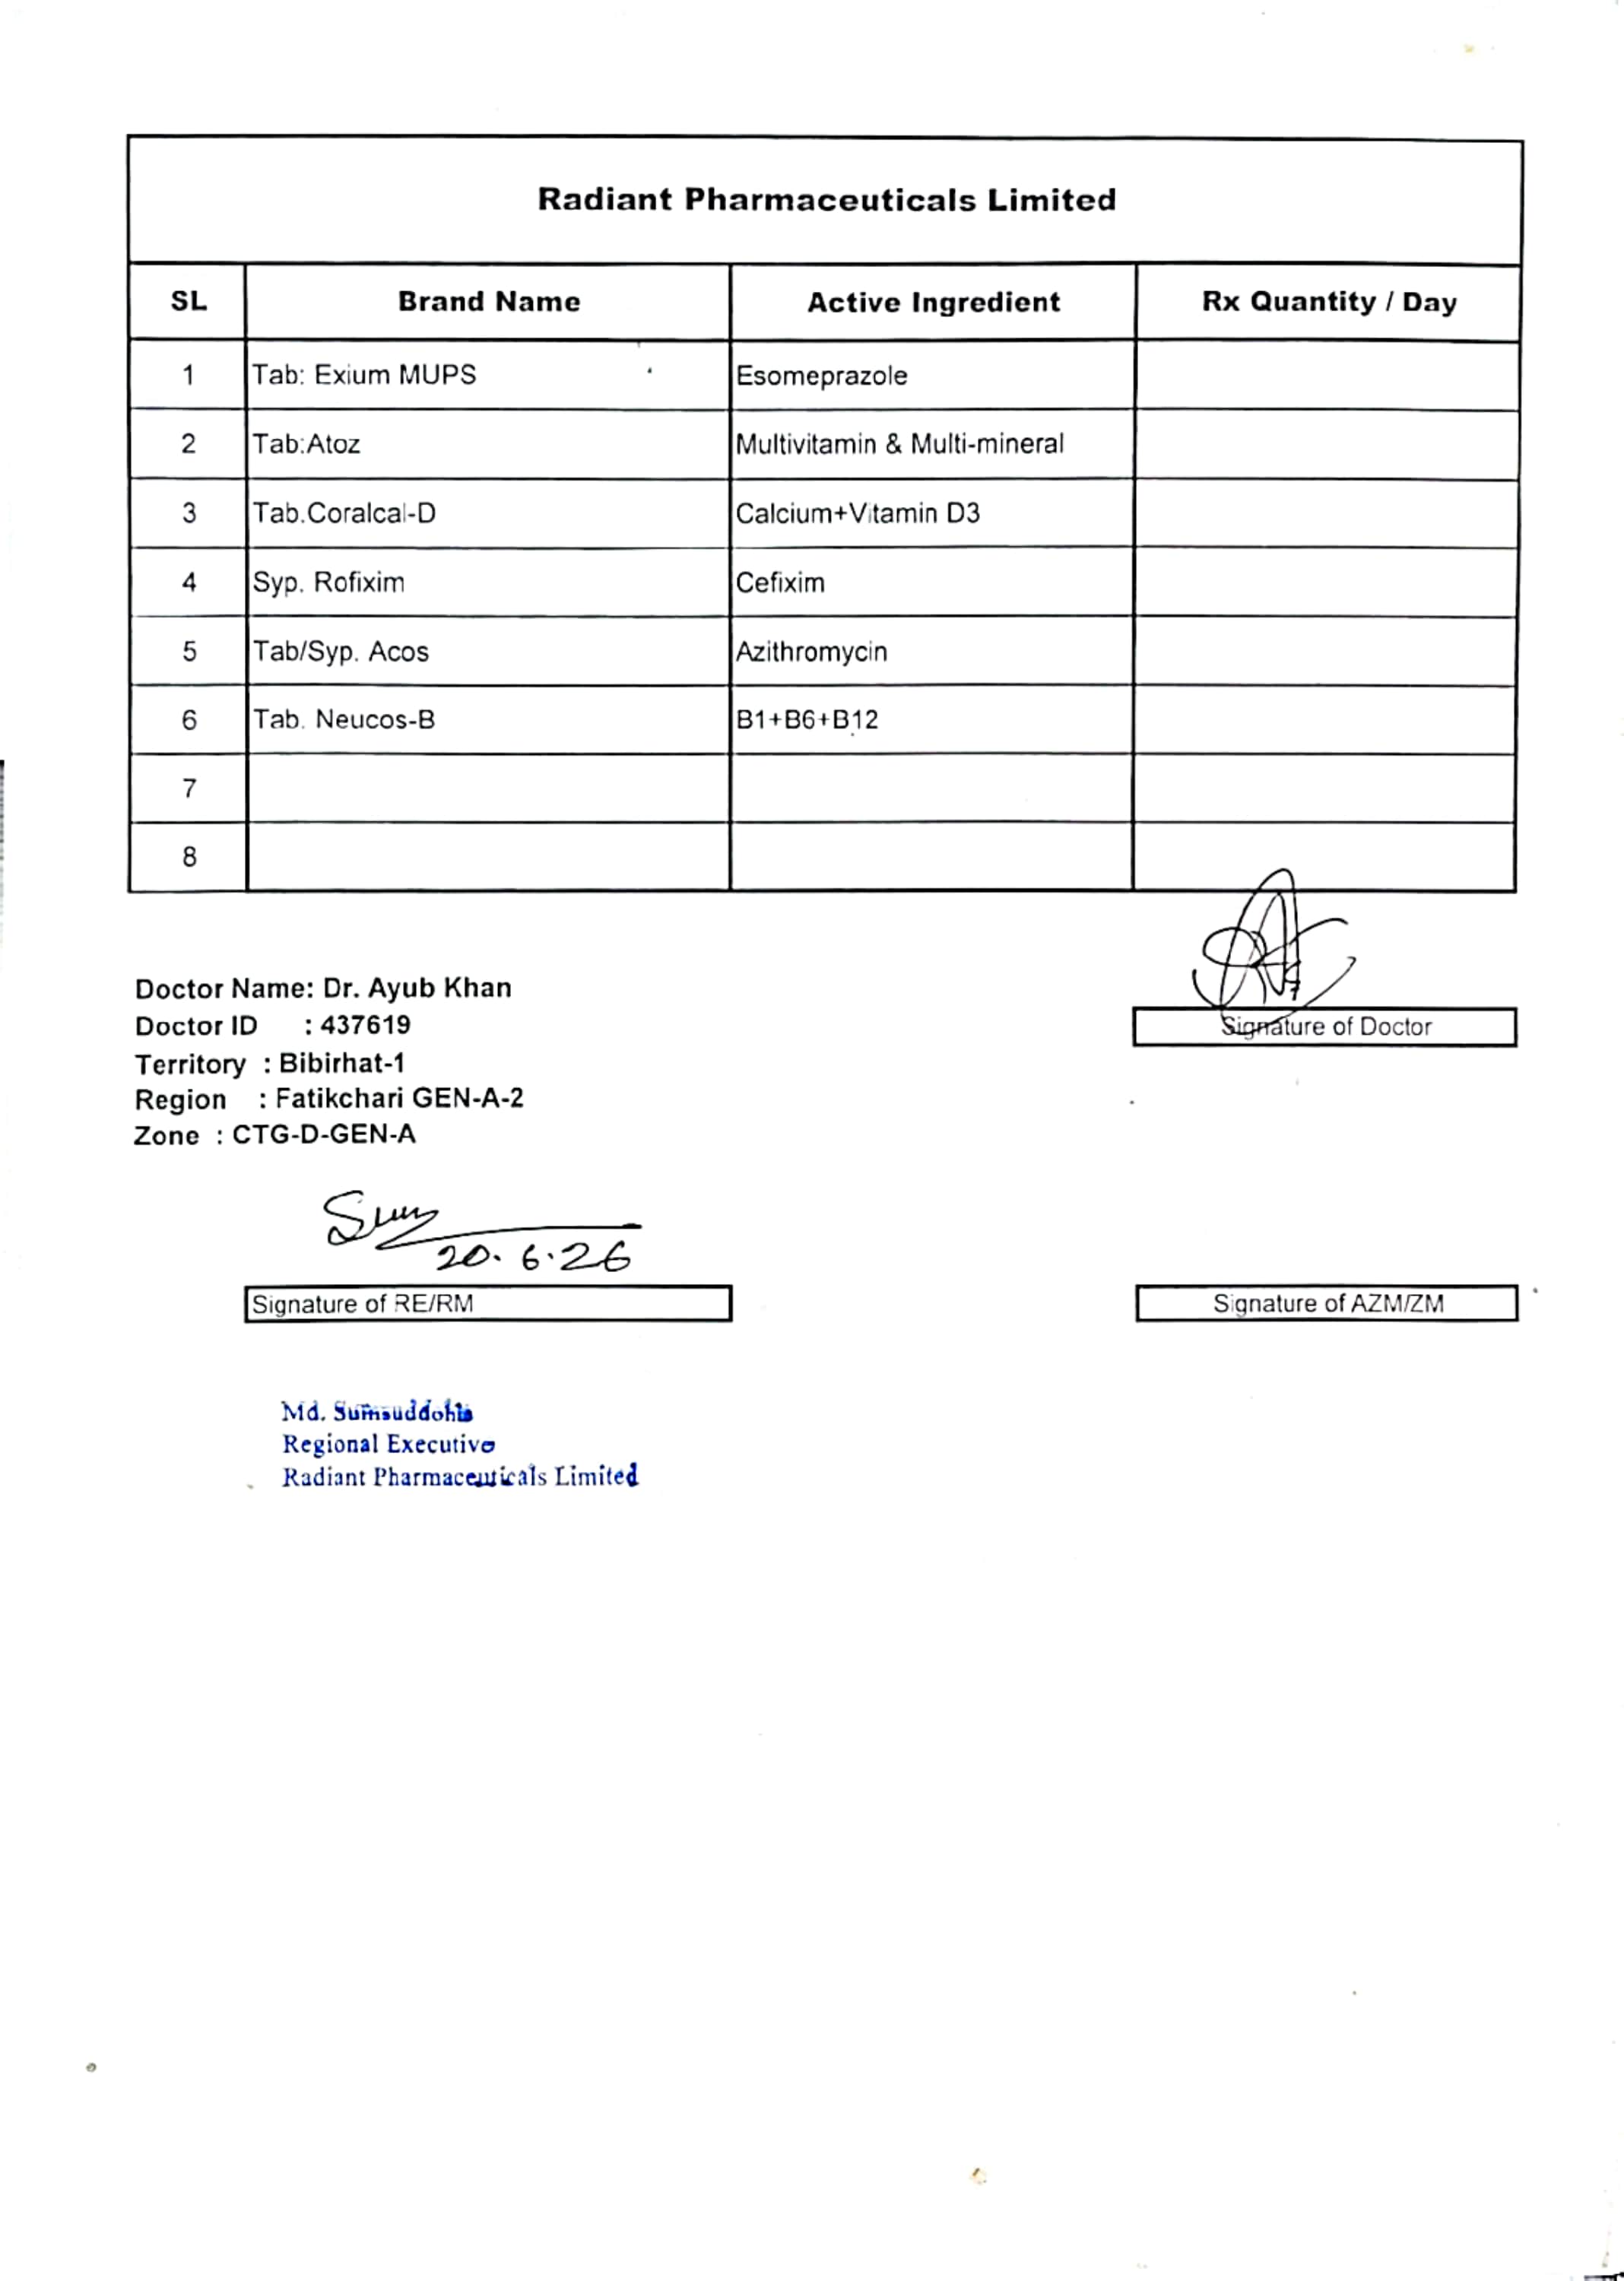 Radiant Pharmaceuticals Limited
SL Brand Name Active Ingredient Rx Quantity / Day
1 Tab: Exium MUPS Esomeprazole
2 Tab:Atoz Multivitamin & Multi-mineral
3 Tab.Coralcal-D Calcium+Vitamin D3
4 Syp. Rofixim Cefixim
5 Tab/Syp. Acos Azithromycin
6 Tab. Neucos-B B1+B6+B12
7
8
Doctor Name: Dr. Ayub Khan
Doctor ID : 437619
Signature of Doctor
Territory : Bibirhat-1
Region : Fatikchari GEN-A-2
Zone : CTG-D-GEN-A
20.6.26
Signature of RE/RM Signature of AZM/ZM
Md. Sumsuddoha
Regional Executive
Radiant Pharmaceuticals Limited